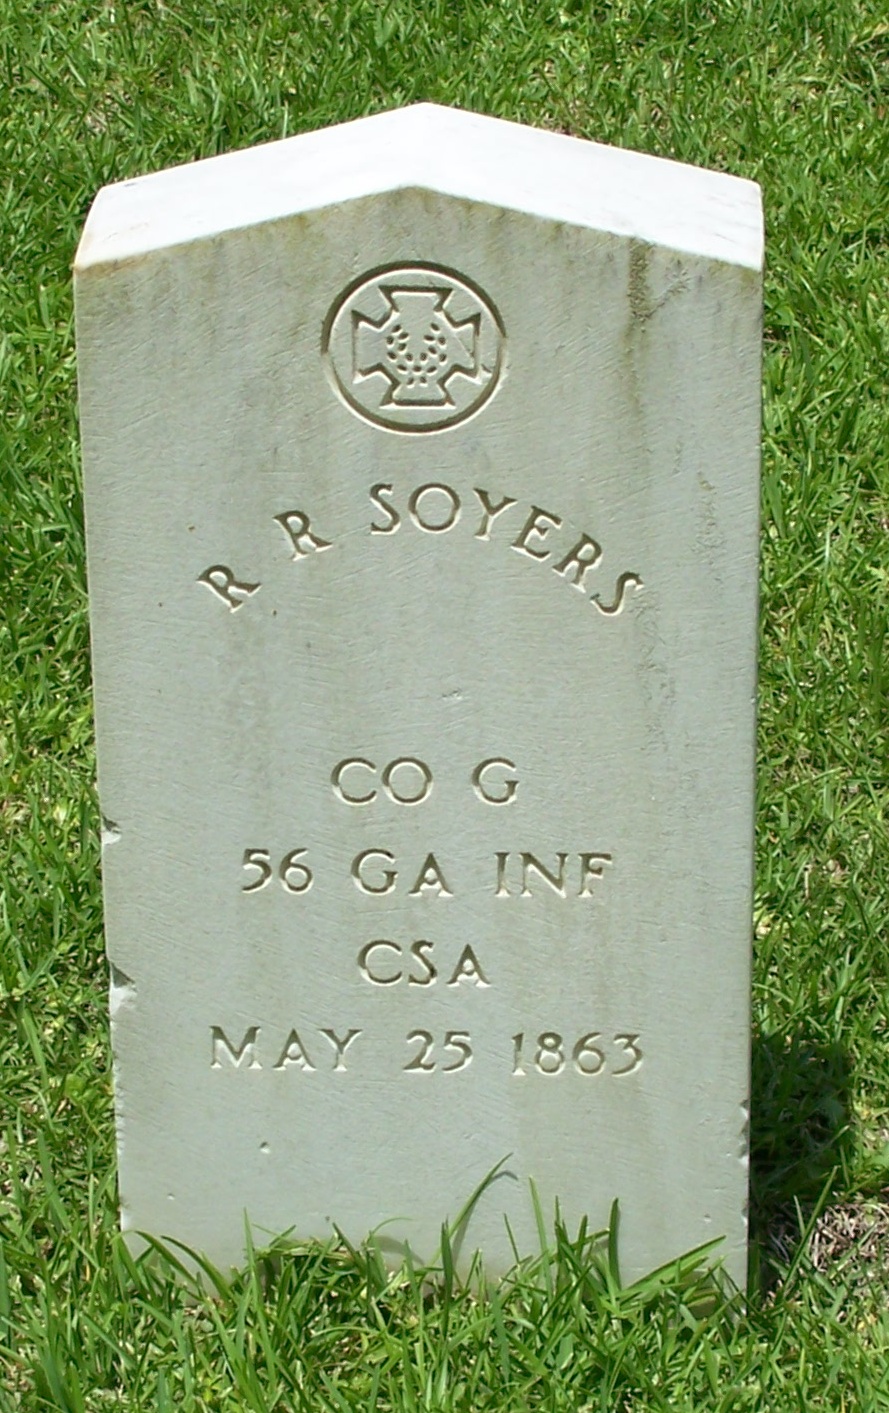 R R SOYERS
CO G
56 GA INF
CSA
MAY 25 1863